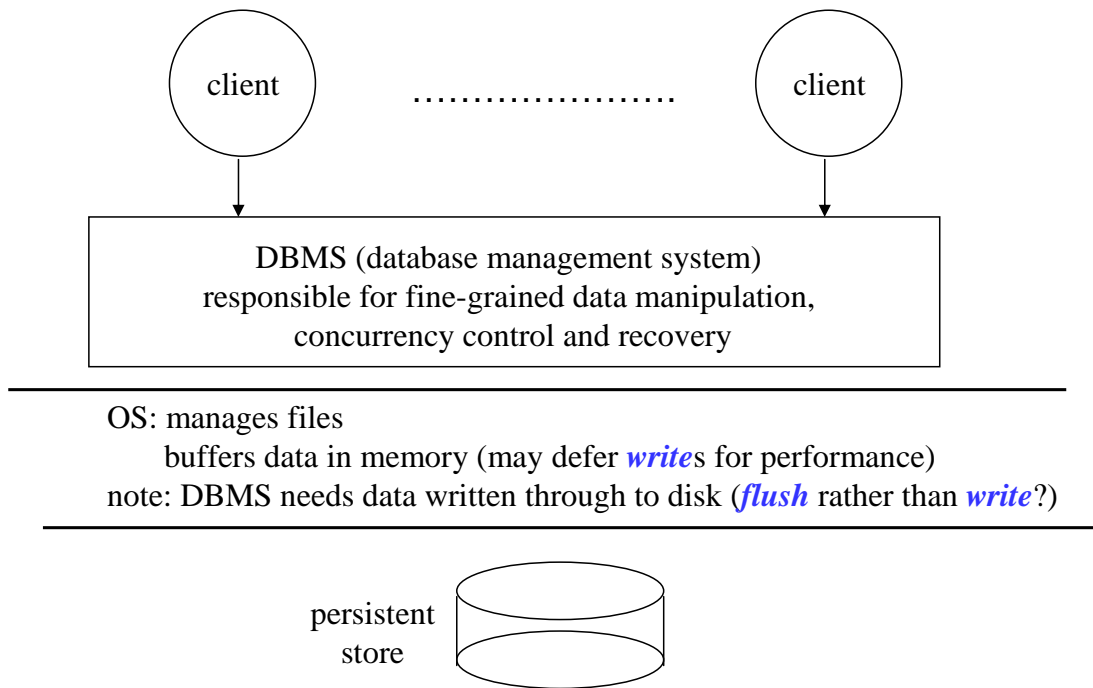 client ...................... client
DBMS (database management system)
responsible for fine-grained data manipulation,
concurrency control and recovery
OS: manages files
buffers data in memory (may defer writes for performance)
note: DBMS needs data written through to disk (flush rather than write?)
persistent
store